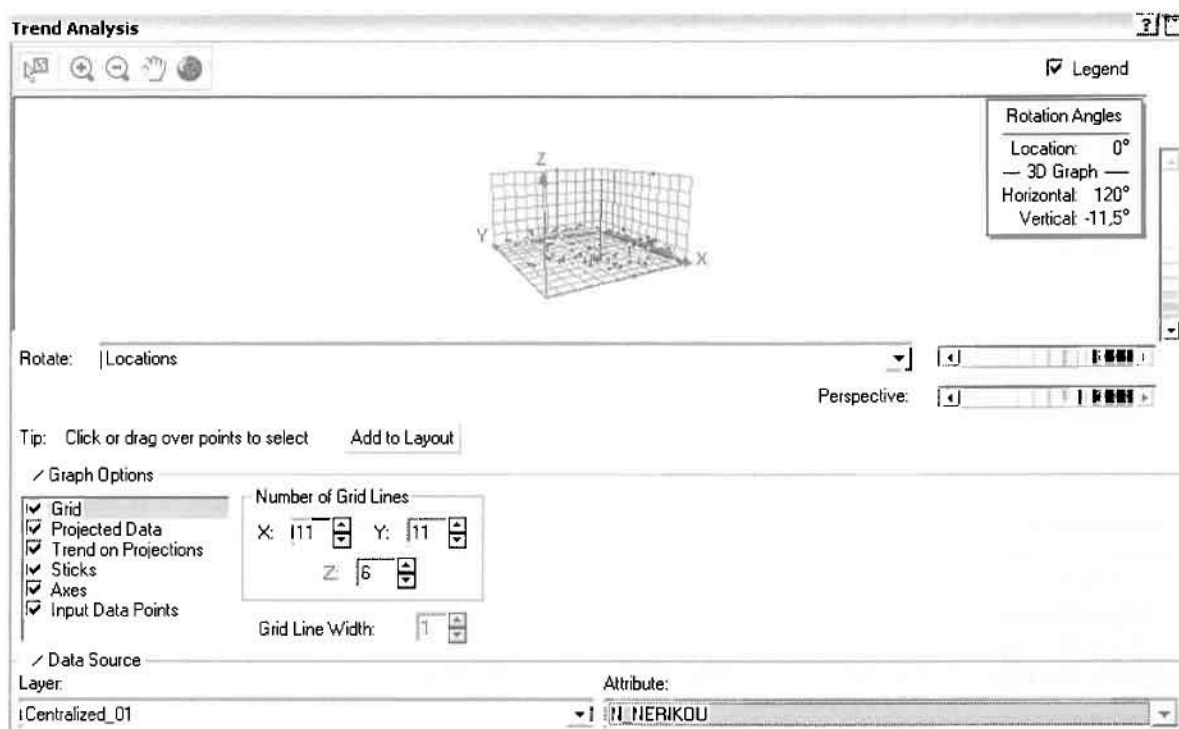 Trend Analysis ?
Legend
Rotation Angles
Location: 0°
— 3D Graph —
Horizontal: 120°
Vertical: -11,5°
Z
Y
X
Rotate: Locations
Perspective:
Tip: Click or drag over points to select Add to Layout
Graph Options
Grid
Projected Data
Trend on Projections
Sticks
Axes
Input Data Points
Number of Grid Lines
X: 11 Y: 11
Z: 6
Grid Line Width: 1
Data Source
Layer: Attribute:
Centralized_01 N_NERIKOU